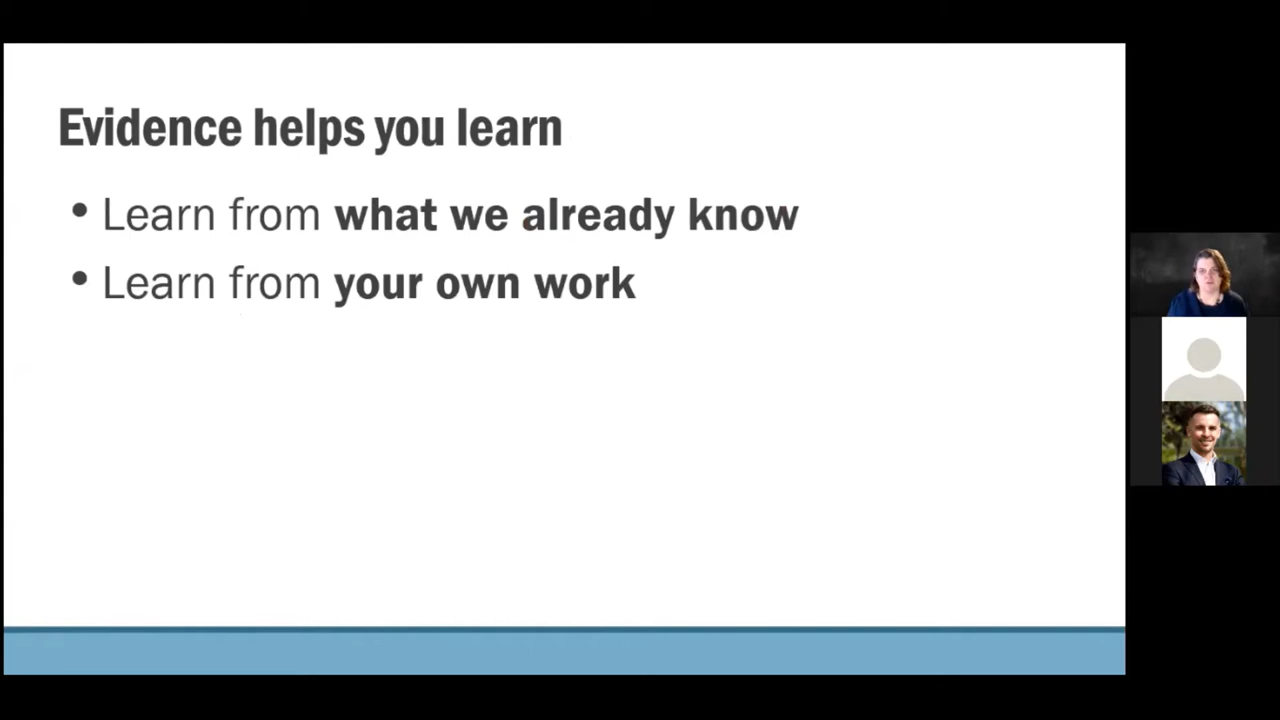 Evidence helps you learn
• Learn from what we already know
• Learn from your own work